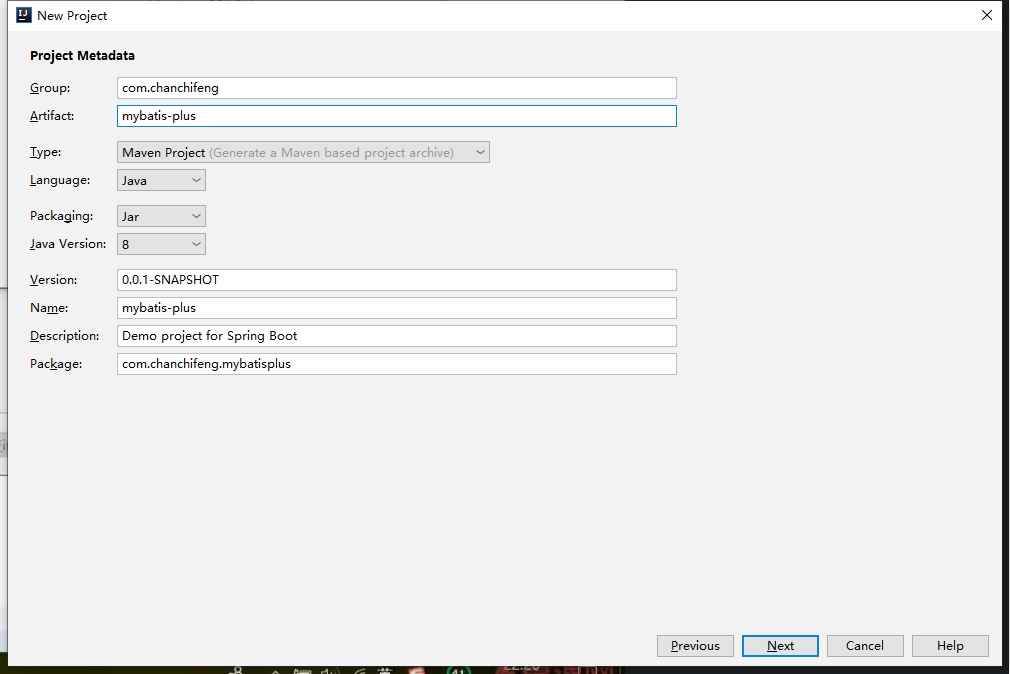 New Project
Project Metadata
Group: com.chanchifeng
Artifact: mybatis-plus
Type: Maven Project (Generate a Maven based project archive)
Language: Java
Packaging: Jar
Java Version: 8
Version: 0.0.1-SNAPSHOT
Name: mybatis-plus
Description: Demo project for Spring Boot
Package: com.chanchifeng.mybatisplus
Previous Next Cancel Help